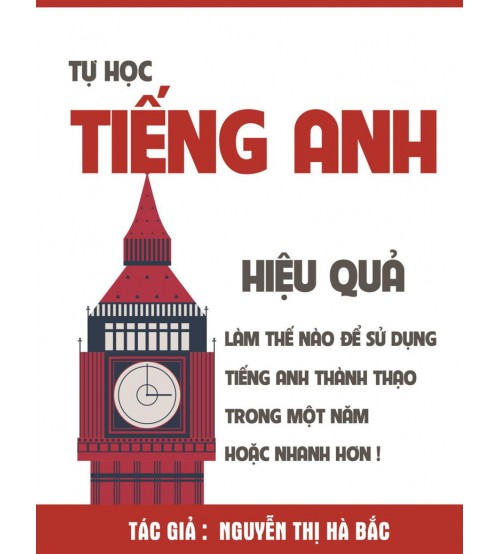 TỰ HỌC
TIẾNG ANH
HIỆU QUẢ
LÀM THẾ NÀO ĐỂ SỬ DỤNG
TIẾNG ANH THÀNH THẠO
TRONG MỘT NĂM
HOẶC NHANH HƠN !
TÁC GIẢ : NGUYỄN THỊ HÀ BẮC